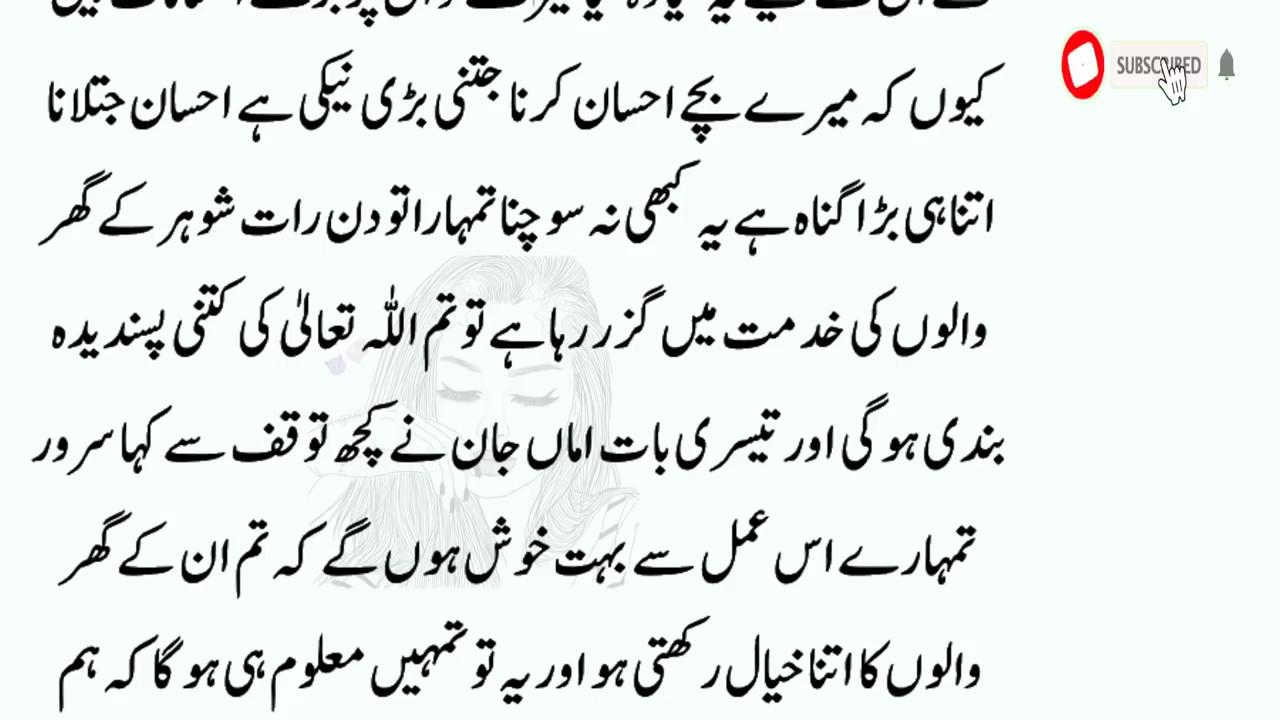 کیوں کہ میرے بچے احسان کرنا جتنی بڑی نیکی ہے احسان جتلانا
اتنا ہی بڑا گناہ ہے یہ کبھی نہ سوچنا تمہارا تو دن رات شوہر کے گھر
والوں کی خدمت میں گزر رہا ہے تو تم اللہ تعالیٰ کی کتنی پسندیدہ
بندی ہو گی اور تیسری بات اماں جان نے کچھ توقف سے کہا سرور
تمہارے اس عمل سے بہت خوش ہوں گے کہ تم ان کے گھر
والوں کا اتنا خیال رکھتی ہو اور یہ تو تمہیں معلوم ہی ہو گا کہ ہم
SUBSCRIBED